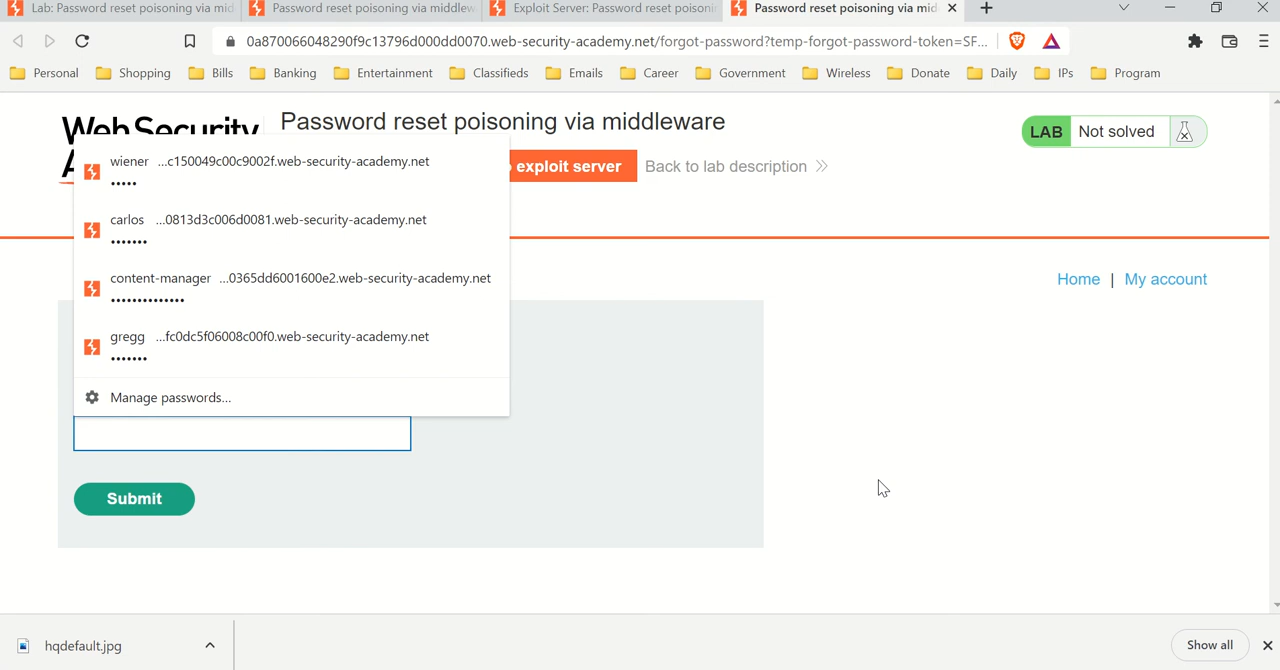 Lab: Password reset poisoning via mid
Password reset poisoning via middlew
Exploit Server: Password reset poisonin
Password reset poisoning via mid
0a870066048290f9c13796d000dd0070.web-security-academy.net/forgot-password?temp-forgot-password-token=SF...
Personal Shopping Bills Banking Entertainment Classifieds Emails Career Government Wireless Donate Daily IPs Program
Web Security
A
Password reset poisoning via middleware
LAB Not solved
exploit server
Back to lab description
wiener ...c150049c00c9002f.web-security-academy.net
•••••
carlos ...0813d3c006d0081.web-security-academy.net
•••••••
content-manager ...0365dd6001600e2.web-security-academy.net
••••••••••••••
gregg ...fc0dc5f06008c00f0.web-security-academy.net
•••••••
Manage passwords...
Home | My account
Submit
hqdefault.jpg
Show all